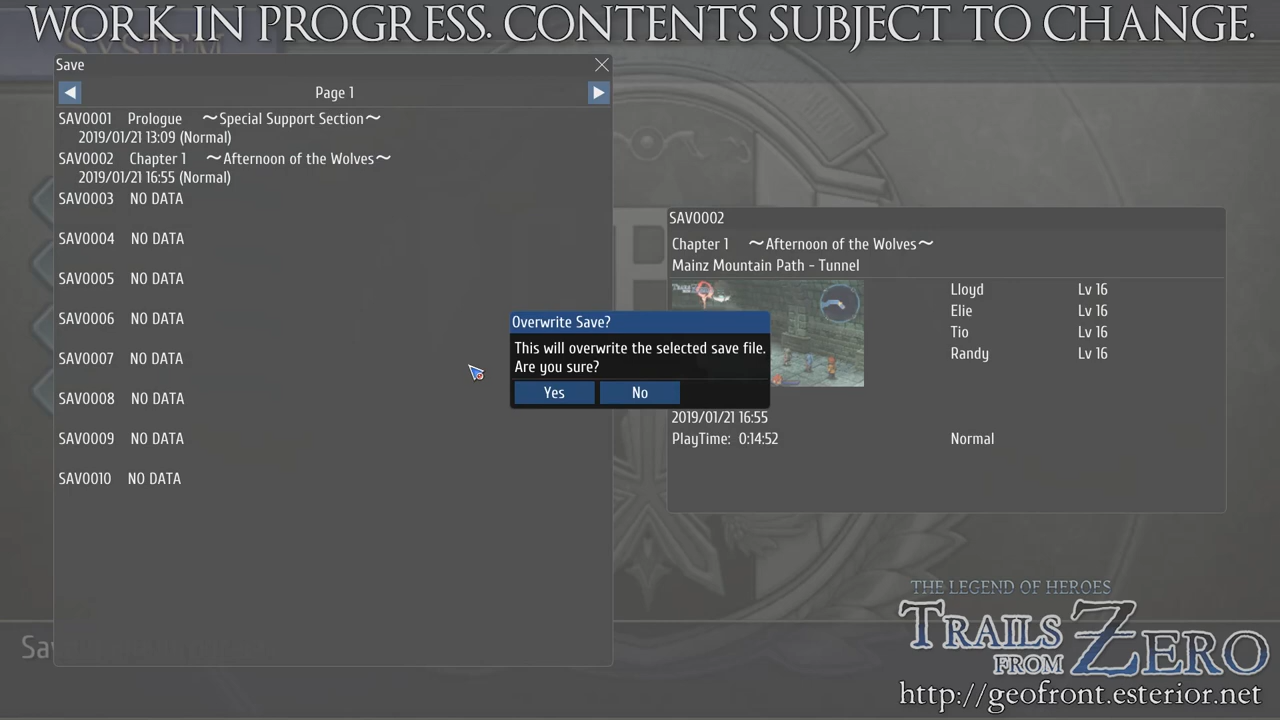 WORK IN PROGRESS. CONTENTS SUBJECT TO CHANGE.
SYSTEM
Save
Page 1
SAV0001 Prologue ～Special Support Section～
2019/01/21 13:09 (Normal)
SAV0002 Chapter 1 ～Afternoon of the Wolves～
2019/01/21 16:55 (Normal)
SAV0003 NO DATA
SAV0004 NO DATA
SAV0005 NO DATA
SAV0006 NO DATA
SAV0007 NO DATA
SAV0008 NO DATA
SAV0009 NO DATA
SAV0010 NO DATA
SAV0002
Chapter 1 ～Afternoon of the Wolves～
Mainz Mountain Path - Tunnel
Lloyd Lv 16
Elie Lv 16
Tio Lv 16
Randy Lv 16
2019/01/21 16:55
PlayTime: 0:14:52 Normal
Overwrite Save?
This will overwrite the selected save file.
Are you sure?
Yes No
THE LEGEND OF HEROES
TRAILS FROM ZERO
http://geofront.esterior.net